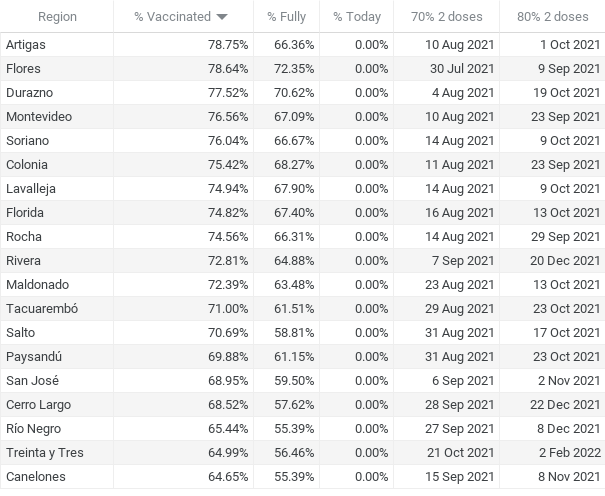 Region % Vaccinated % Fully % Today 70% 2 doses 80% 2 doses
Artigas 78.75% 66.36% 0.00% 10 Aug 2021 1 Oct 2021
Flores 78.64% 72.35% 0.00% 30 Jul 2021 9 Sep 2021
Durazno 77.52% 70.62% 0.00% 4 Aug 2021 19 Oct 2021
Montevideo 76.56% 67.09% 0.00% 10 Aug 2021 23 Sep 2021
Soriano 76.04% 66.67% 0.00% 14 Aug 2021 9 Oct 2021
Colonia 75.42% 68.27% 0.00% 11 Aug 2021 23 Sep 2021
Lavalleja 74.94% 67.90% 0.00% 14 Aug 2021 9 Oct 2021
Florida 74.82% 67.40% 0.00% 16 Aug 2021 13 Oct 2021
Rocha 74.56% 66.31% 0.00% 14 Aug 2021 29 Sep 2021
Rivera 72.81% 64.88% 0.00% 7 Sep 2021 20 Dec 2021
Maldonado 72.39% 63.48% 0.00% 23 Aug 2021 13 Oct 2021
Tacuarembó 71.00% 61.51% 0.00% 29 Aug 2021 23 Oct 2021
Salto 70.69% 58.81% 0.00% 31 Aug 2021 17 Oct 2021
Paysandú 69.88% 61.15% 0.00% 31 Aug 2021 23 Oct 2021
San José 68.95% 59.50% 0.00% 6 Sep 2021 2 Nov 2021
Cerro Largo 68.52% 57.62% 0.00% 28 Sep 2021 22 Dec 2021
Río Negro 65.44% 55.39% 0.00% 27 Sep 2021 8 Dec 2021
Treinta y Tres 64.99% 56.46% 0.00% 21 Oct 2021 2 Feb 2022
Canelones 64.65% 55.39% 0.00% 15 Sep 2021 8 Nov 2021